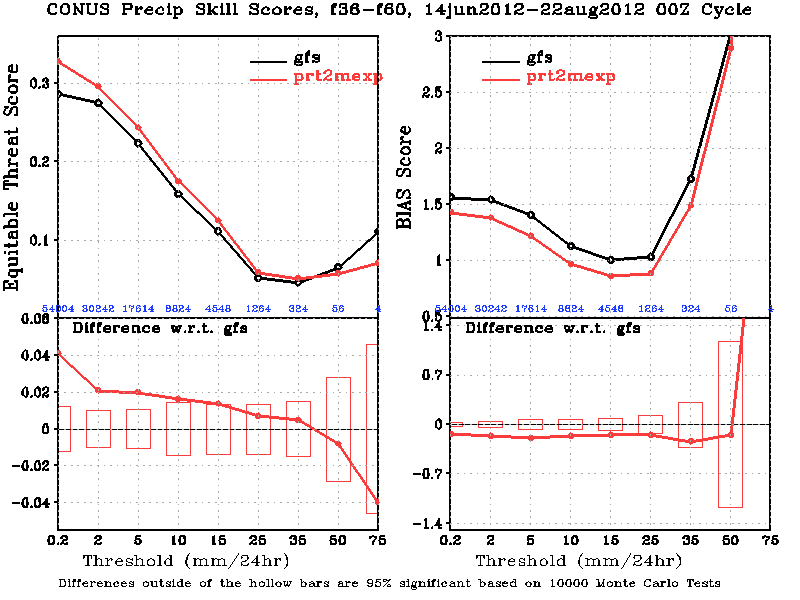 CONUS Precip Skill Scores, f36-f60, 14jun2012-22aug2012 00Z Cycle
gfs
prt2mexp
Equitable Threat Score
0.3
0.2
0.1
54004 30242 17614 8824 4548 1264 324 56 4
Difference w.r.t. gfs
0.06
0.04
0.02
0
-0.02
-0.04
0.2 2 5 10 15 25 35 50 75
Threshold (mm/24hr)
gfs
prt2mexp
BIAS Score
3
2.5
2
1.5
1
0.5
54004 30242 17614 8824 4548 1264 324 56 4
Difference w.r.t. gfs
1.4
0.7
0
-0.7
-1.4
0.2 2 5 10 15 25 35 50 75
Threshold (mm/24hr)
Differences outside of the hollow bars are 95% significant based on 10000 Monte Carlo Tests